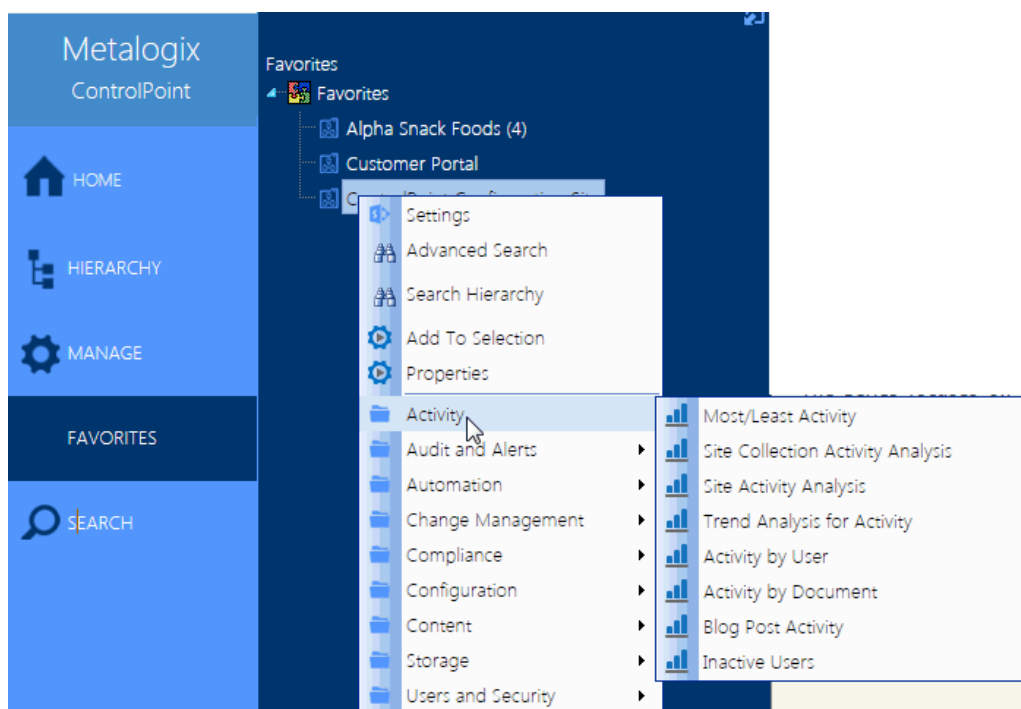 Metalogix
ControlPoint
HOME
HIERARCHY
MANAGE
FAVORITES
SEARCH
Favorites
Favorites
Alpha Snack Foods (4)
Customer Portal
Settings
Advanced Search
Search Hierarchy
Add To Selection
Properties
Activity
Audit and Alerts
Automation
Change Management
Compliance
Configuration
Content
Storage
Users and Security
Most/Least Activity
Site Collection Activity Analysis
Site Activity Analysis
Trend Analysis for Activity
Activity by User
Activity by Document
Blog Post Activity
Inactive Users